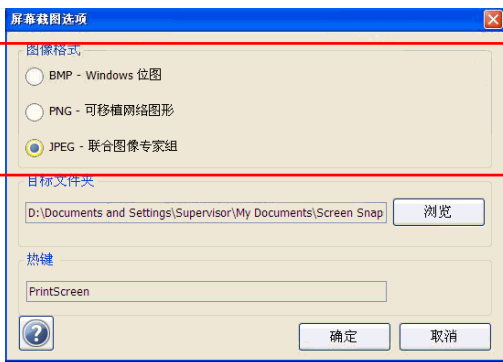 屏幕截图选项
图像格式
BMP - Windows 位图
PNG - 可移植网络图形
JPEG - 联合图像专家组
目标文件夹
D:\Documents and Settings\Supervisor\My Documents\Screen Snap
浏览
热键
PrintScreen
?
确定
取消